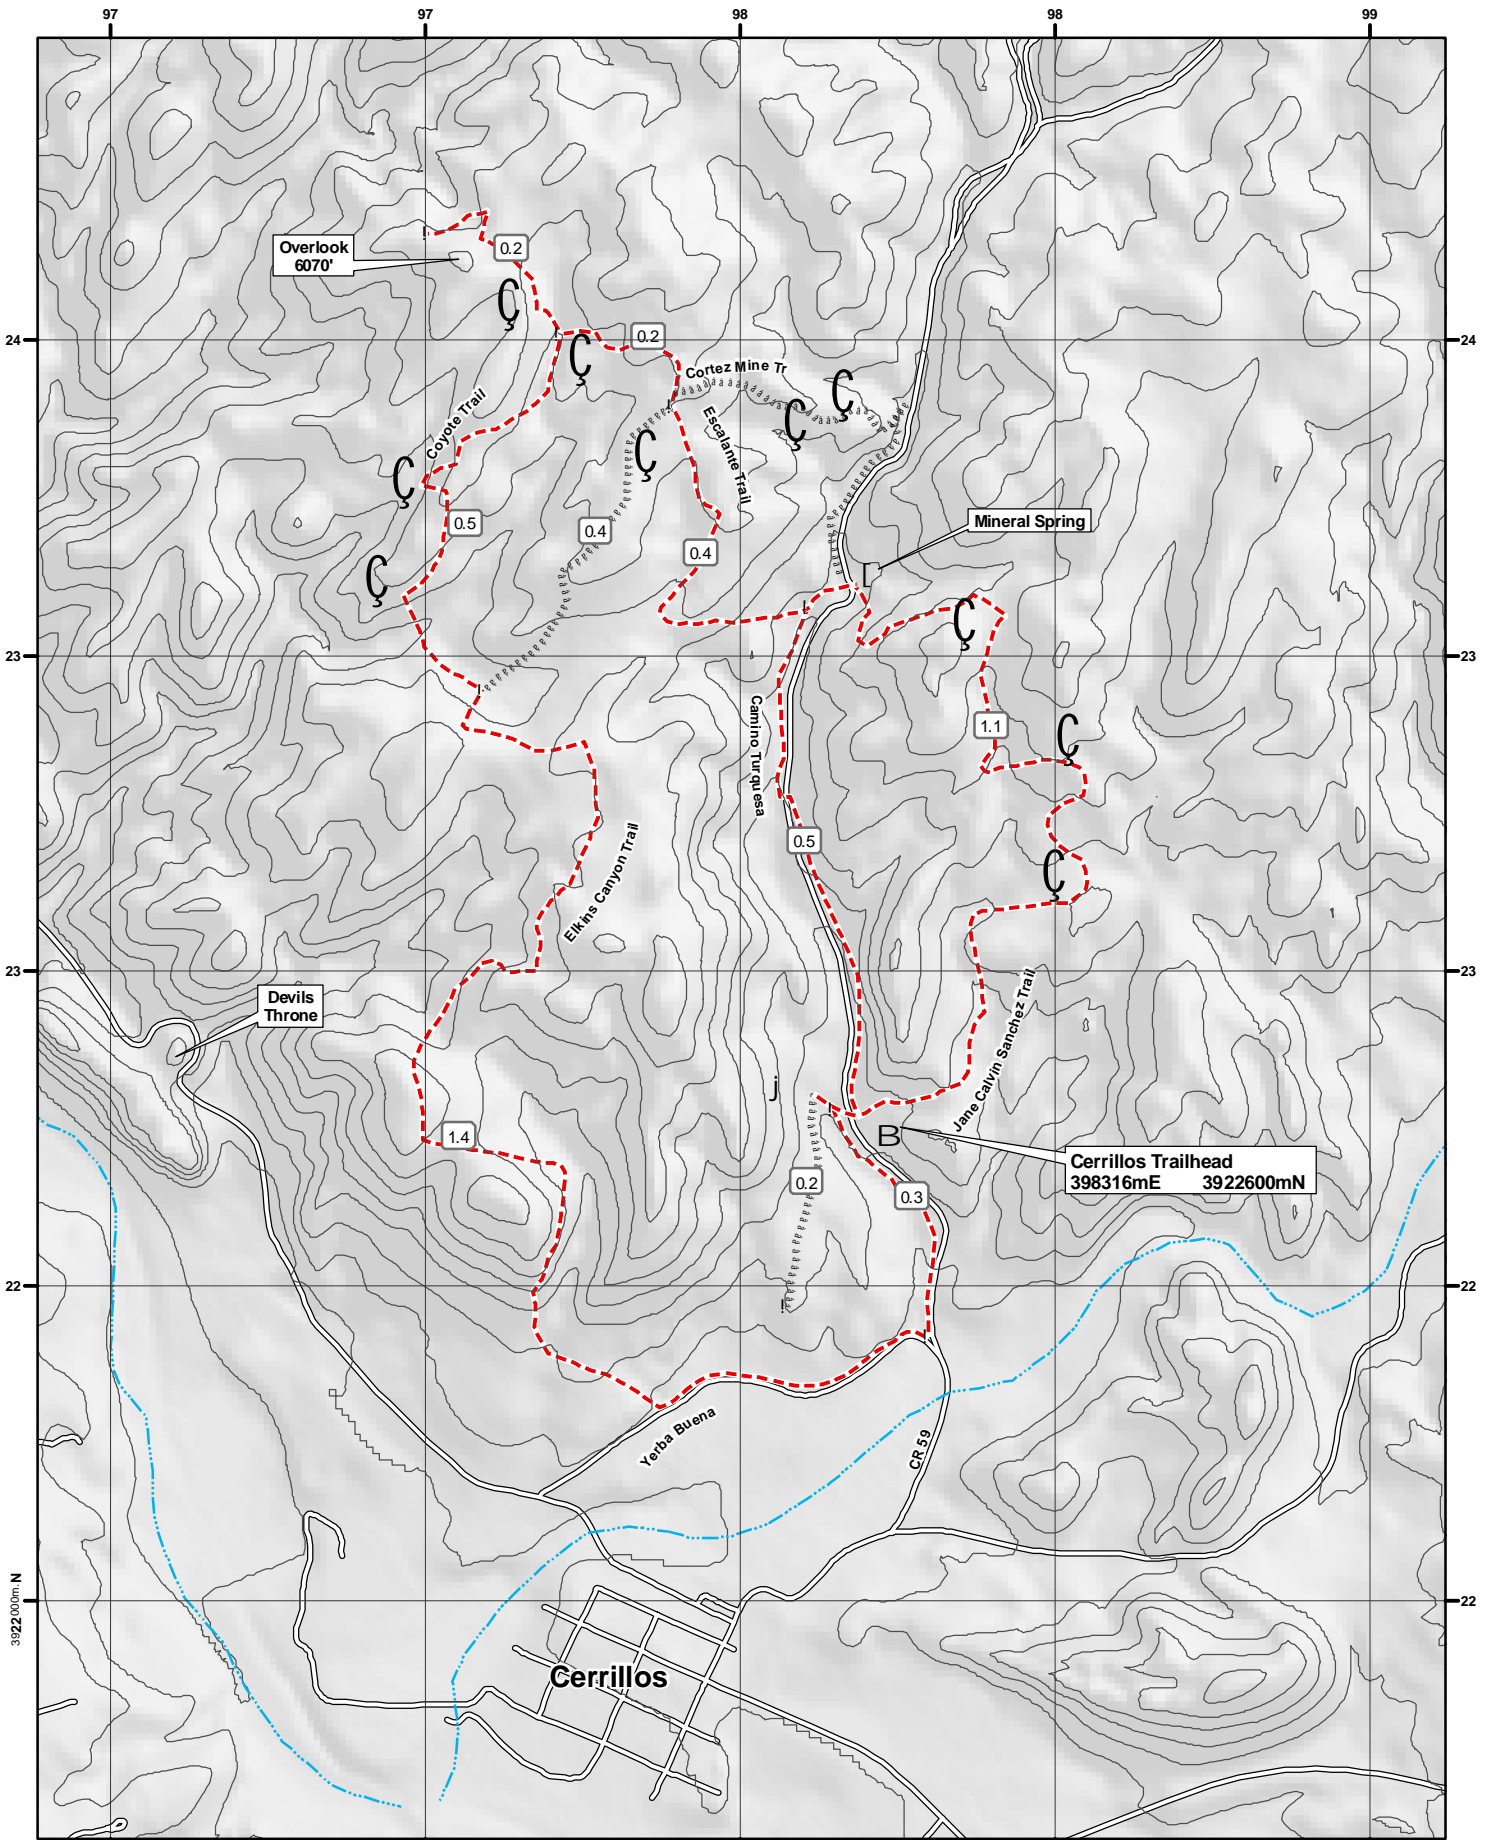 97 97 98 98 99
Overlook
6070'
0.2
24 0.2 24
Cortez Mine Tr
Coyote Trail
Escalante Trail
0.5
0.4
0.4
Mineral Spring
23 23
1.1
Camino Turquesa
0.5
Elkins Canyon Trail
23 23
Devils
Throne
Jane Calvin Sanchez Trail
j
B
1.4
Cerrillos Trailhead
398316mE 3922600mN
0.2
0.3
22 22
Yerba Buena
CR 59
3922000m.N
22
Cerrillos